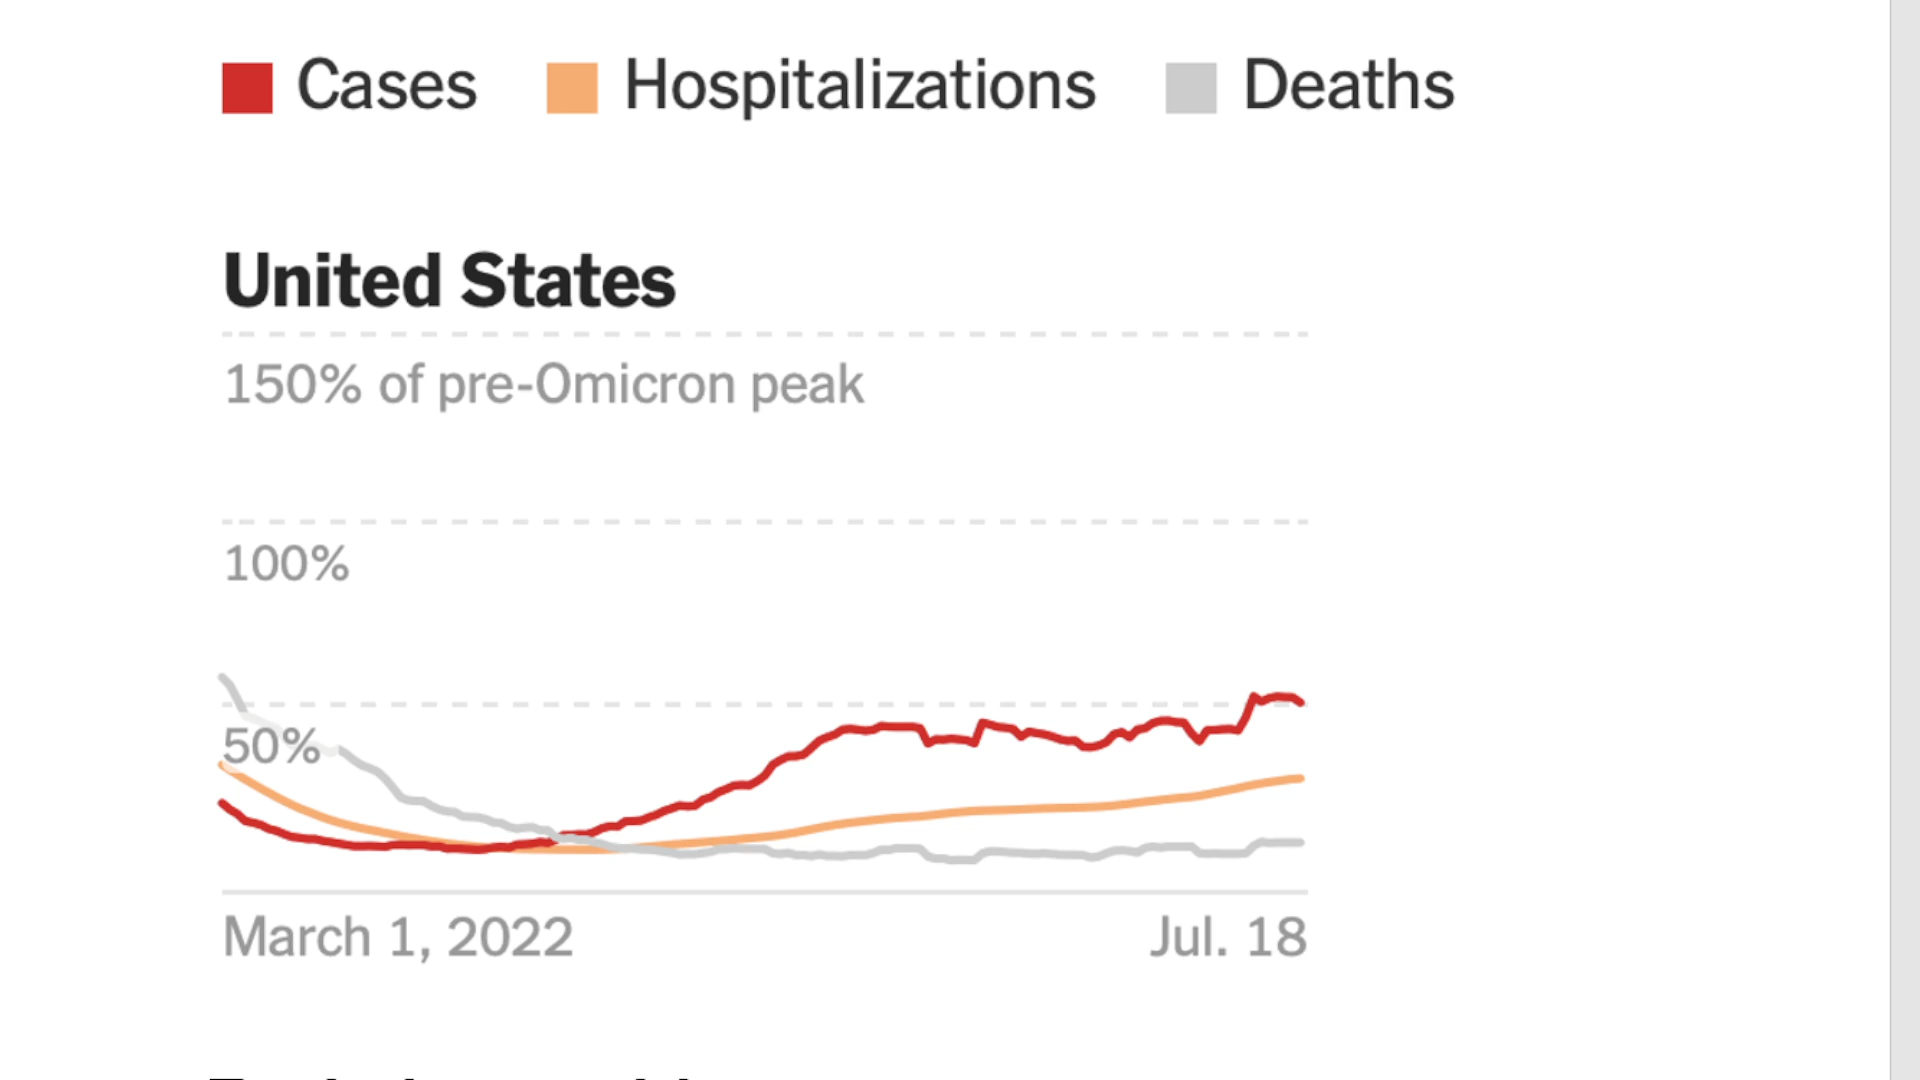 Cases Hospitalizations Deaths
United States
150% of pre-Omicron peak
100%
50%
March 1, 2022 Jul. 18